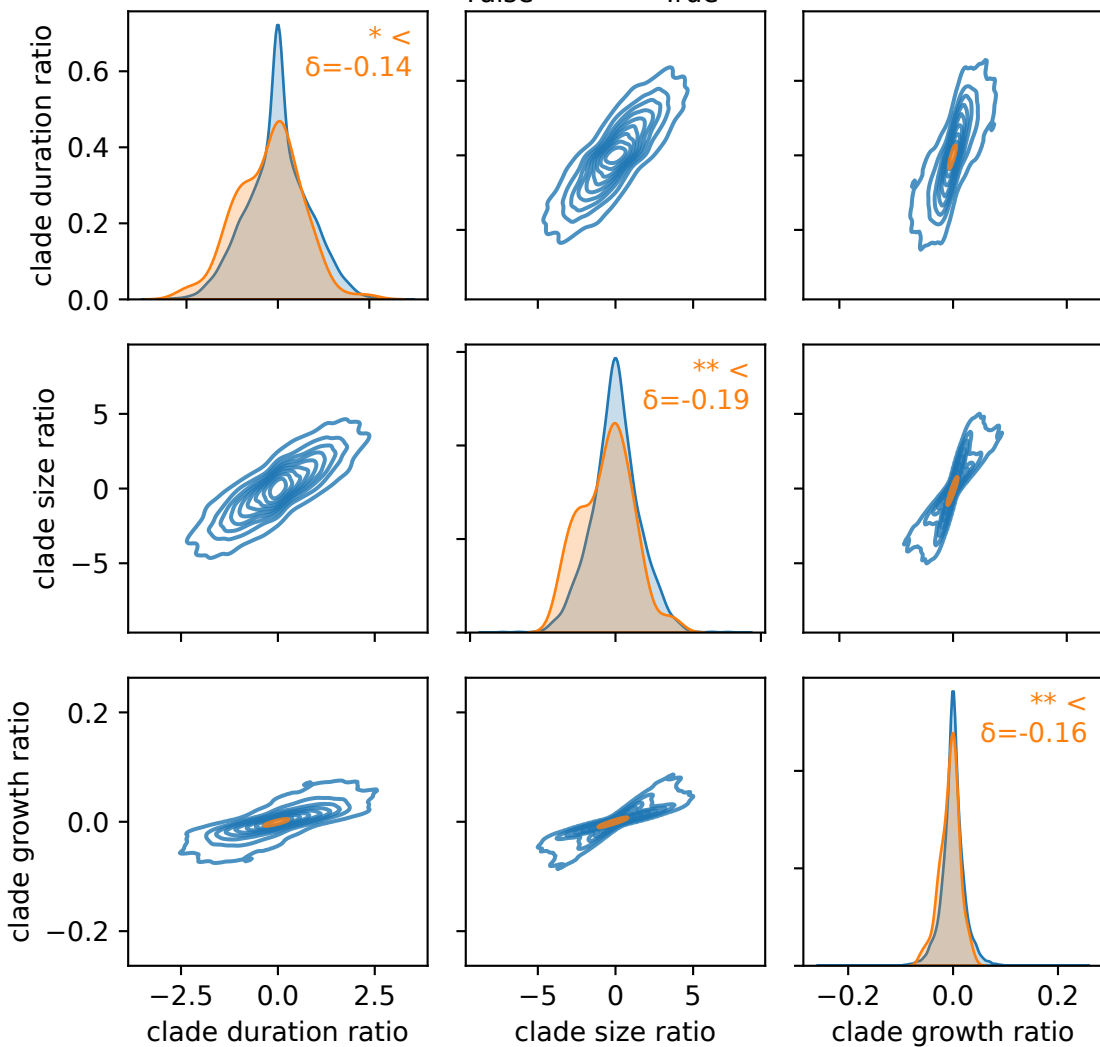 clade duration ratio
0.6
0.4
0.2
0.0
* <
δ=-0.14
clade size ratio
5
0
−5
** <
δ=-0.19
clade growth ratio
0.2
0.0
−0.2
** <
δ=-0.16
−2.5 0.0 2.5
−5 0 5
−0.2 0.0 0.2
clade duration ratio
clade size ratio
clade growth ratio